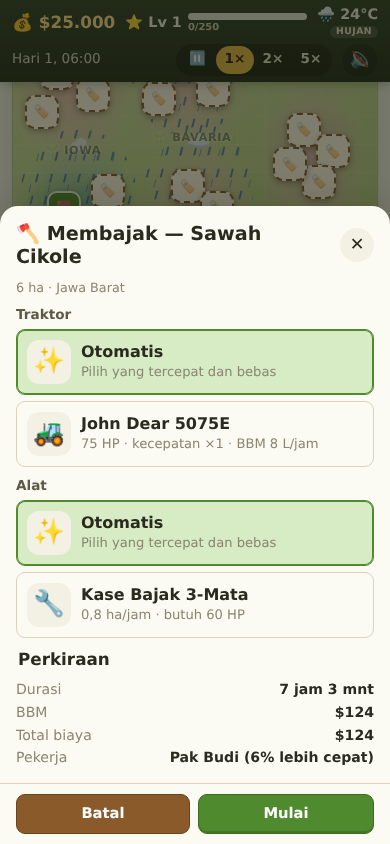 $25.000
Lv 1
0/250
24°C
HUJAN
Hari 1, 06:00
1×
2×
5×
BAVARIA
IOWA
Membajak — Sawah
Cikole
6 ha · Jawa Barat
Traktor
Otomatis
Pilih yang tercepat dan bebas
John Dear 5075E
75 HP · kecepatan ×1 · BBM 8 L/jam
Alat
Otomatis
Pilih yang tercepat dan bebas
Kase Bajak 3-Mata
0,8 ha/jam · butuh 60 HP
Perkiraan
Durasi 7 jam 3 mnt
BBM $124
Total biaya $124
Pekerja Pak Budi (6% lebih cepat)
Batal Mulai